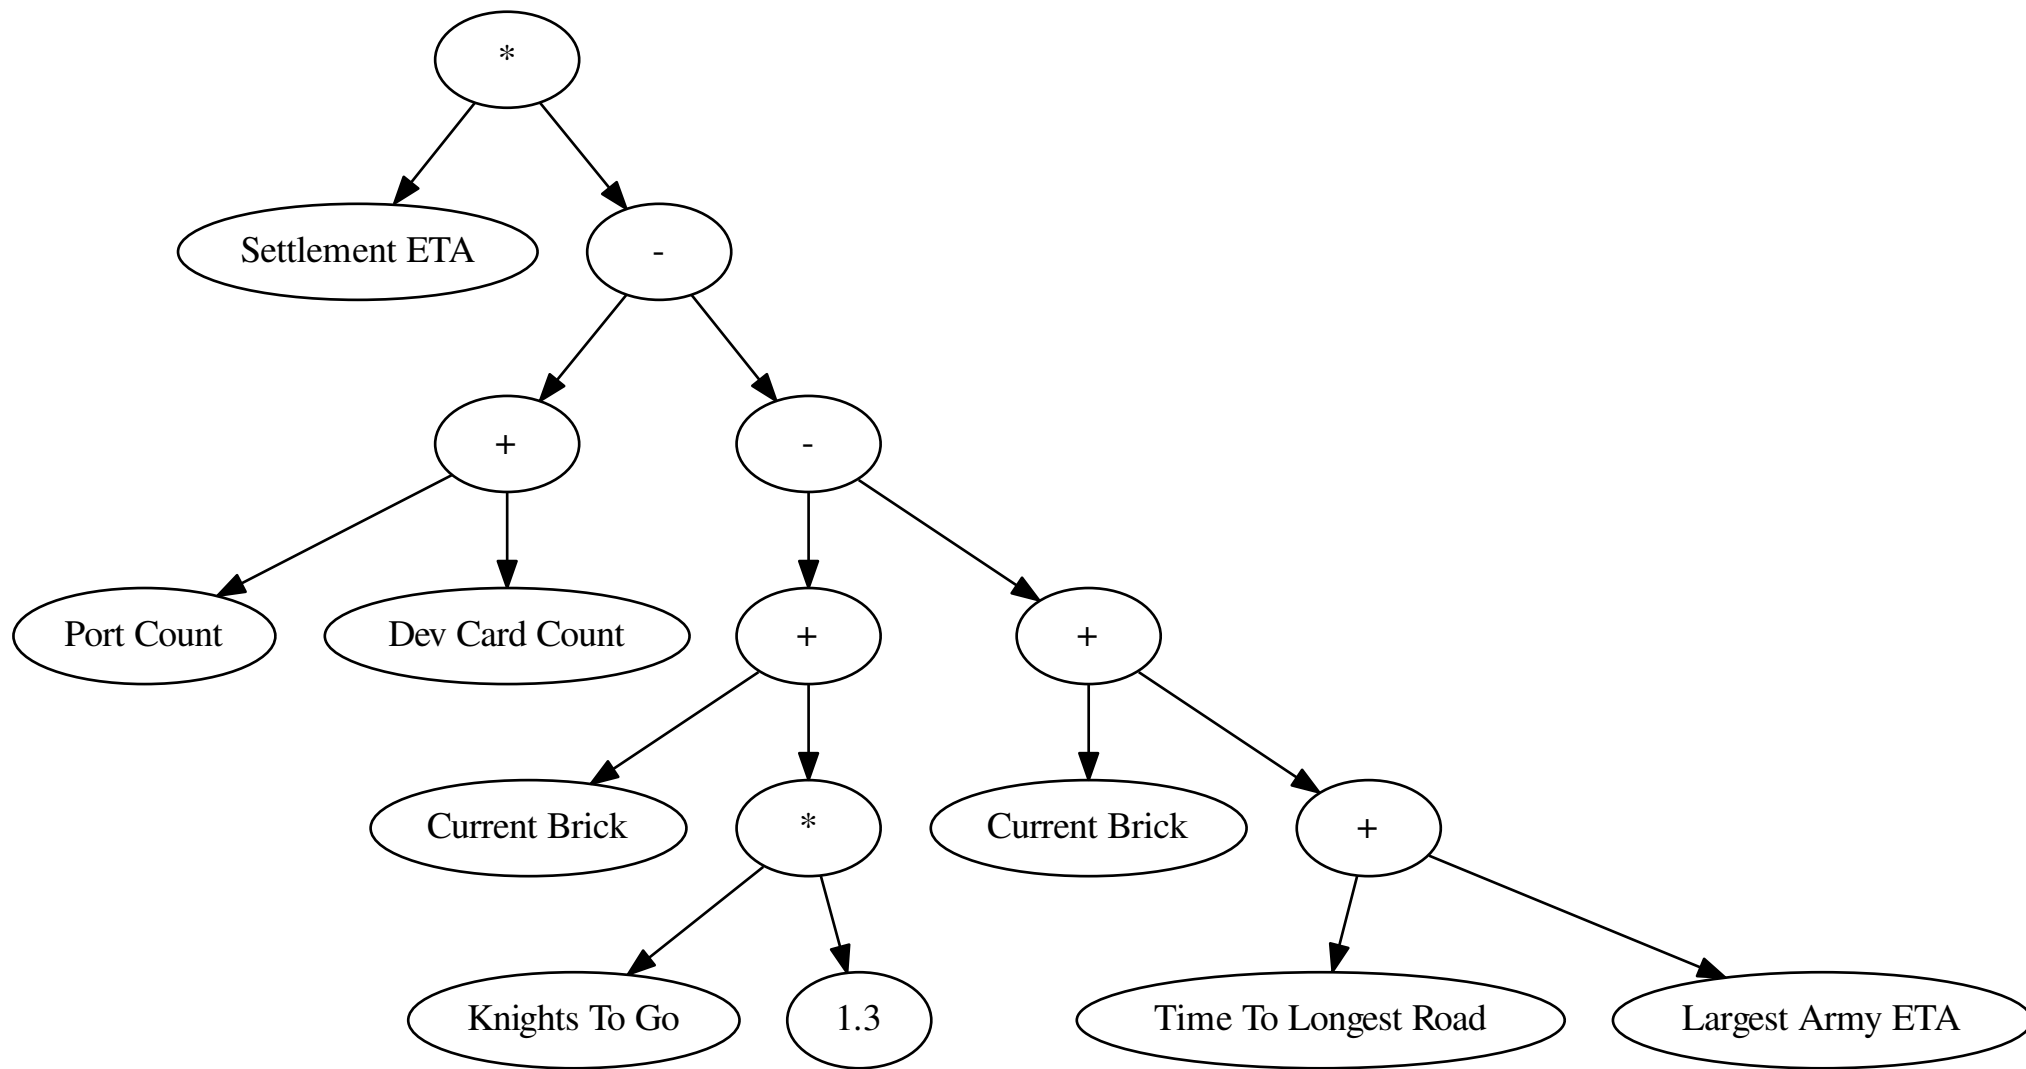 *
Settlement ETA
-
+
-
Port Count
Dev Card Count
+
+
Current Brick
*
Current Brick
+
Knights To Go
1.3
Time To Longest Road
Largest Army ETA